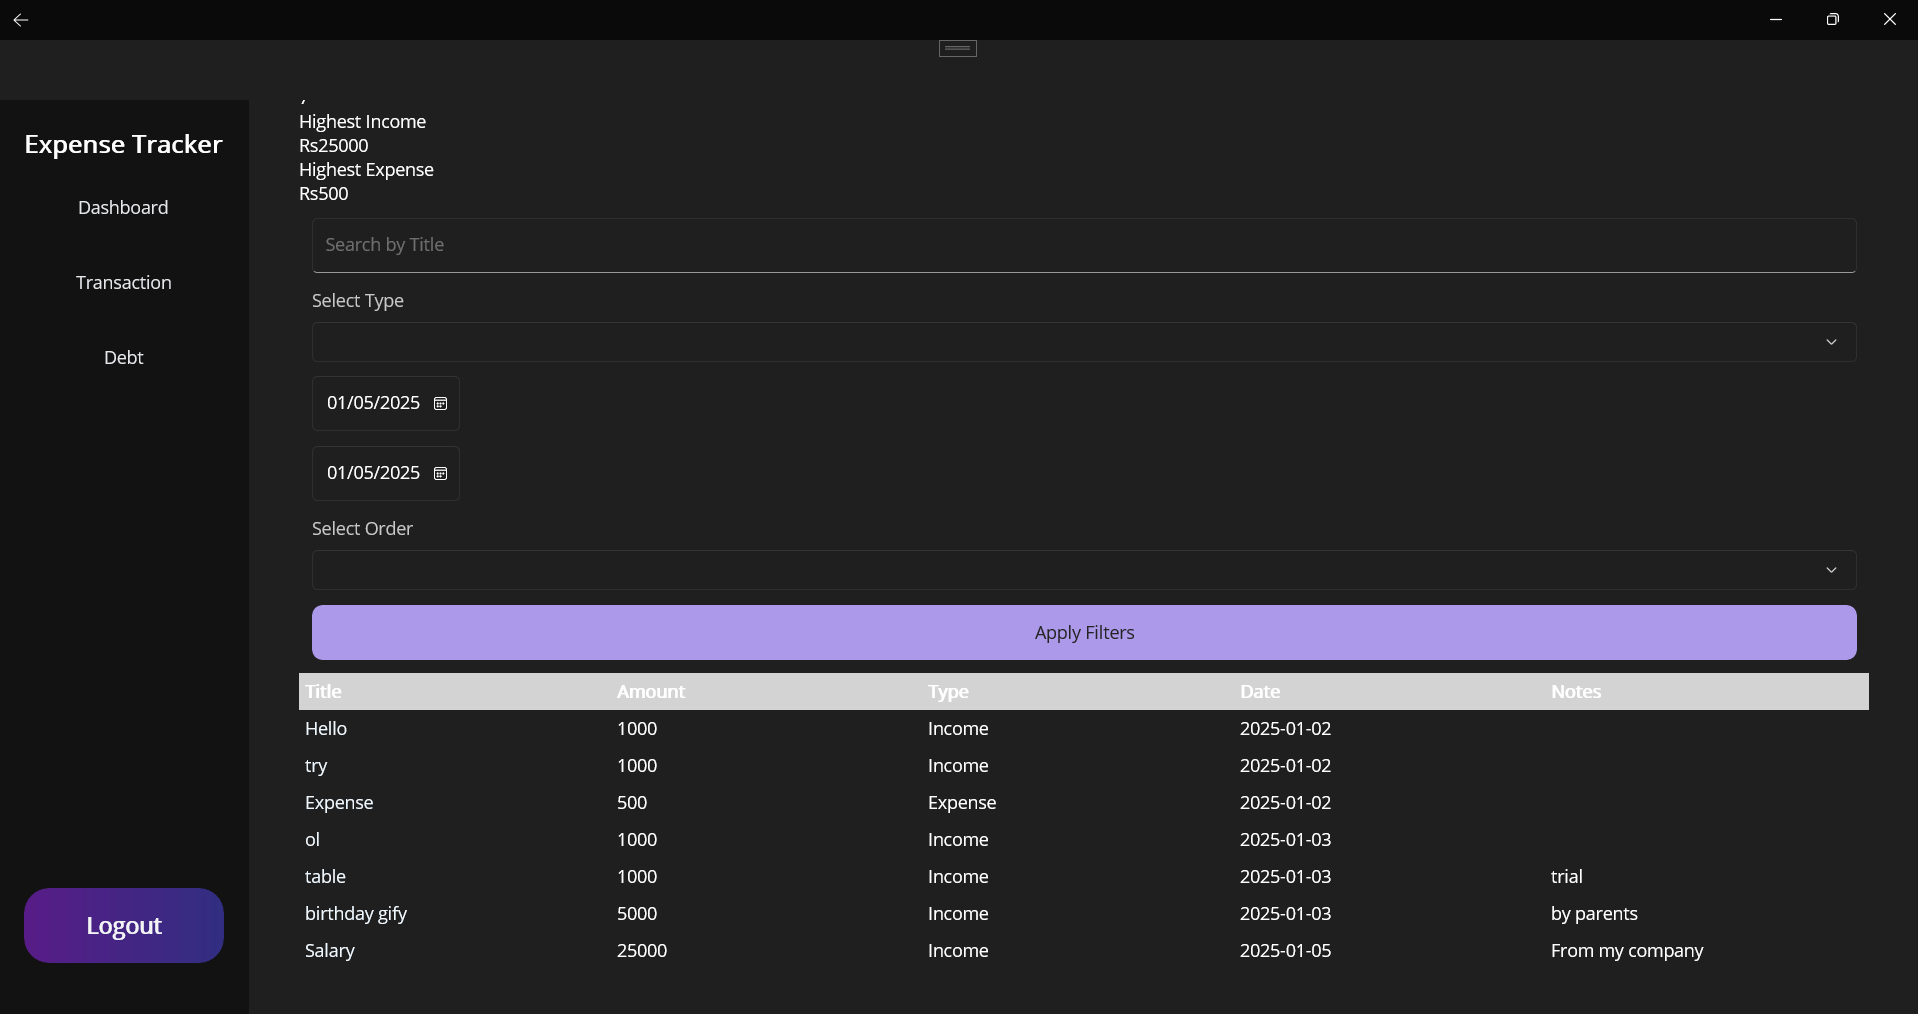 Expense Tracker
Dashboard
Transaction
Debt
Logout
Highest Income
Rs25000
Highest Expense
Rs500
Search by Title
Select Type
01/05/2025
01/05/2025
Select Order
Apply Filters
Title Amount Type Date Notes
Hello 1000 Income 2025-01-02
try 1000 Income 2025-01-02
Expense 500 Expense 2025-01-02
ol 1000 Income 2025-01-03
table 1000 Income 2025-01-03 trial
birthday gify 5000 Income 2025-01-03 by parents
Salary 25000 Income 2025-01-05 From my company